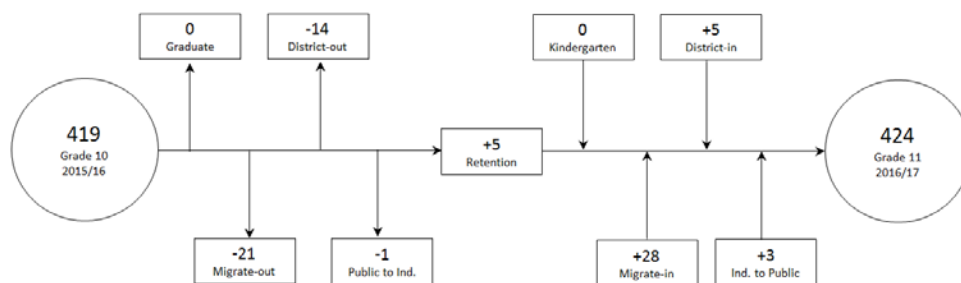 0
Graduate
-14
District-out
0
Kindergarten
+5
District-in
419
Grade 10
2015/16
+5
Retention
424
Grade 11
2016/17
-21
Migrate-out
-1
Public to Ind.
+28
Migrate-in
+3
Ind. to Public